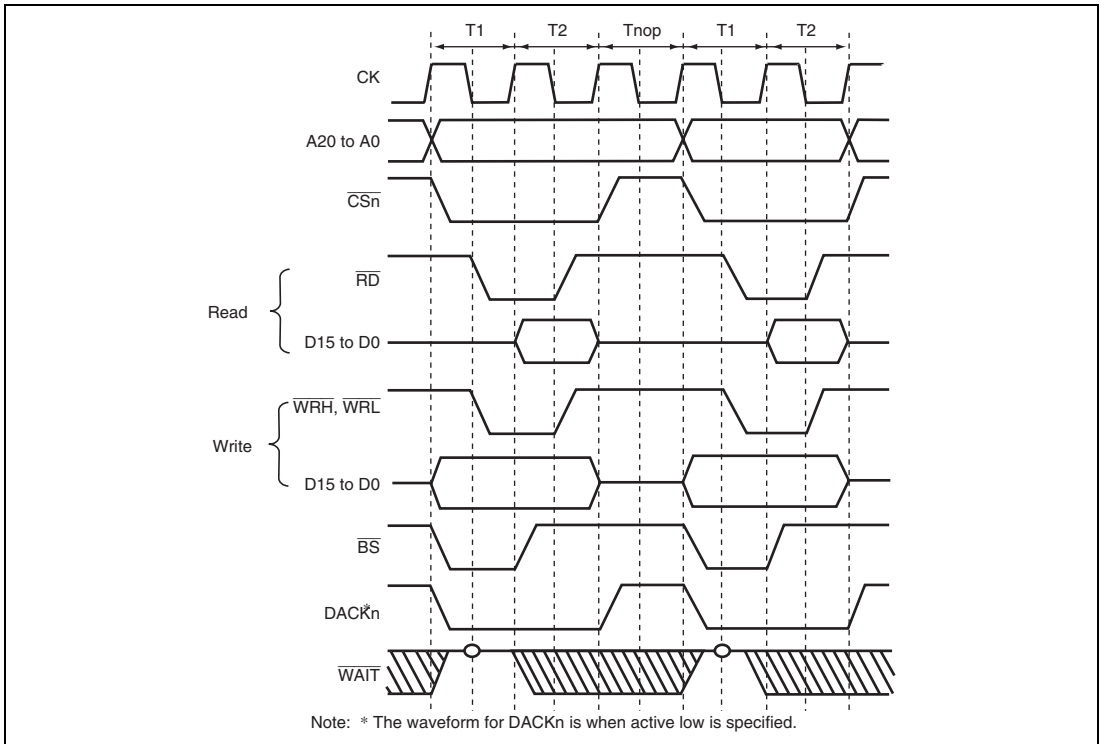 T1 T2 Tnop T1 T2
CK
A20 to A0
CSn
RD
Read
D15 to D0
WRH, WRL
Write
D15 to D0
BS
DACKn*
WAIT
Note: * The waveform for DACKn is when active low is specified.